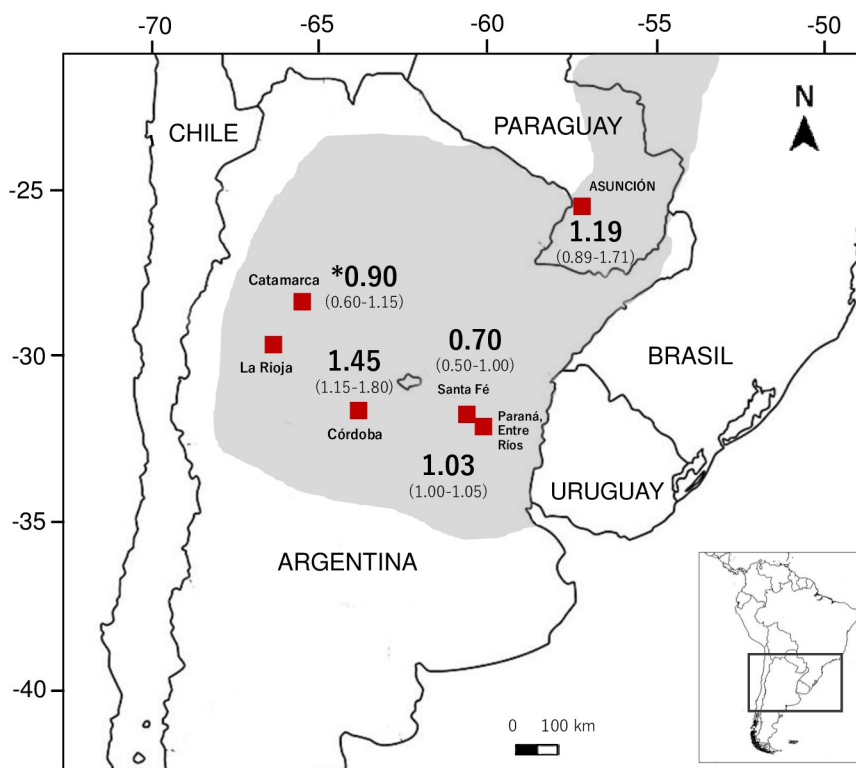 -70 -65 -60 -55 -50
N
CHILE
PARAGUAY
-25
ASUNCIÓN
1.19
(0.89-1.71)
Catamarca
*0.90
(0.60-1.15)
-30
La Rioja
1.45
(1.15-1.80)
Córdoba
0.70
(0.50-1.00)
Santa Fé
Paraná,
Entre
Ríos
BRASIL
1.03
(1.00-1.05)
URUGUAY
-35
ARGENTINA
-40
0 100 km